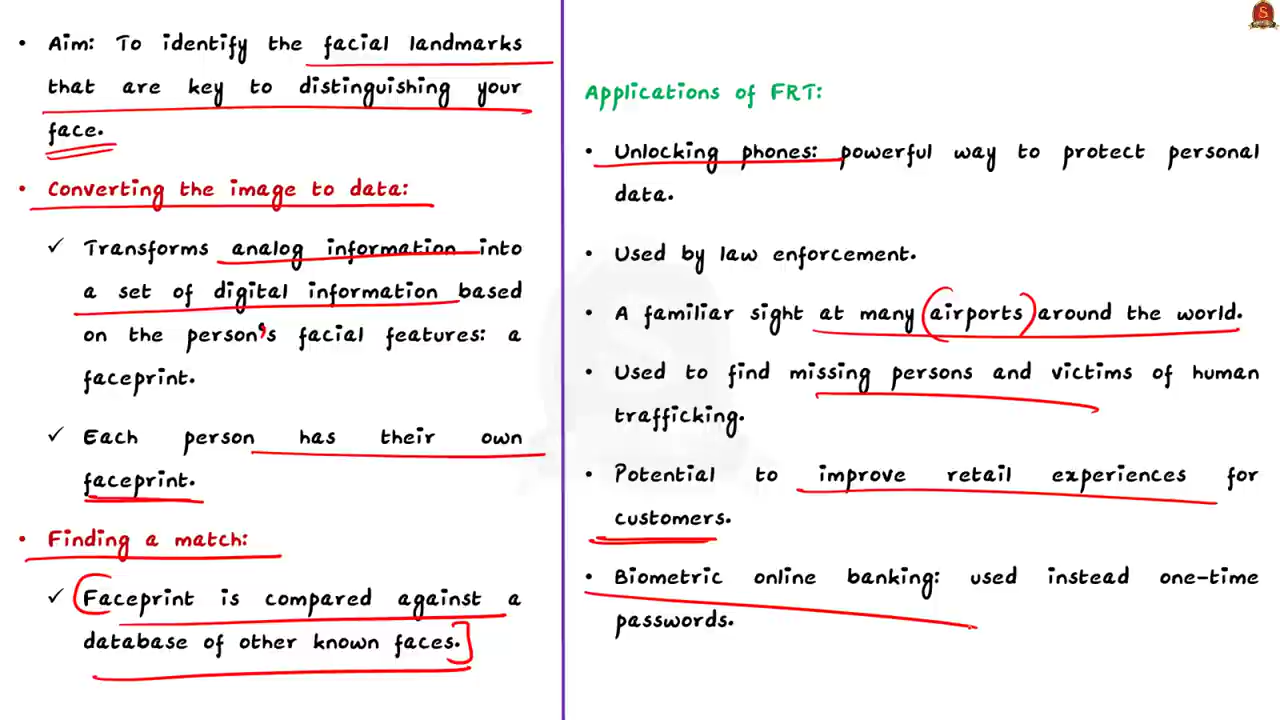 • Aim: To identify the facial landmarks
that are key to distinguishing your
face.
• Converting the image to data:
✓ Transforms analog information into
a set of digital information based
on the person's facial features: a
faceprint.
✓ Each person has their own
faceprint.
• Finding a match:
✓ Faceprint is compared against a
database of other known faces.
Applications of FRT:
• Unlocking phones: powerful way to protect personal
data.
• Used by law enforcement.
• A familiar sight at many airports around the world.
• Used to find missing persons and victims of human
trafficking.
• Potential to improve retail experiences for
customers.
• Biometric online banking: used instead one-time
passwords.